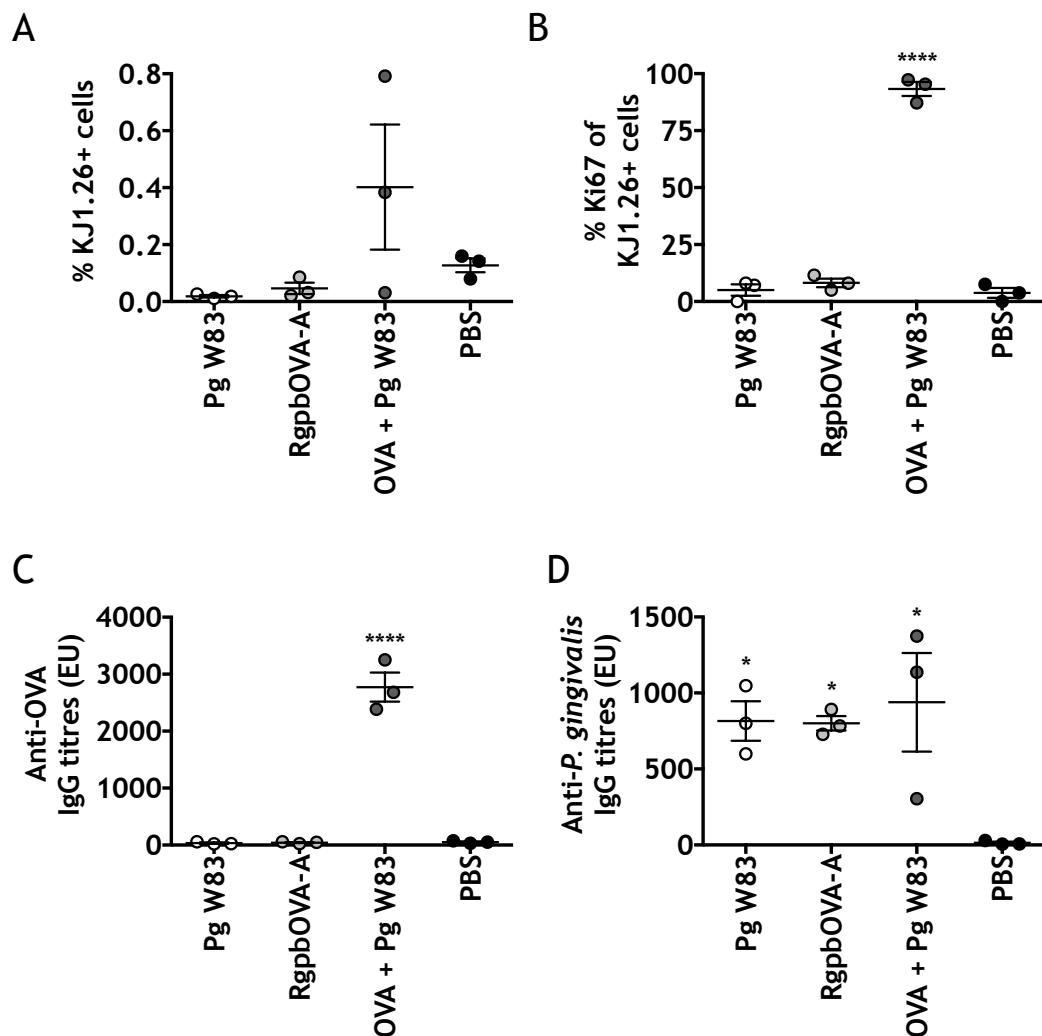 A
% KJ1.26+ cells
0.8
0.6
0.4
0.2
0.0
Pg W83
RgpbOVA-A
OVA + Pg W83
PBS
B
% Ki67 of
KJ1.26+ cells
100
75
50
25
0
****
Pg W83
RgpbOVA-A
OVA + Pg W83
PBS
C
Anti-OVA
IgG titres (EU)
4000
3000
2000
1000
0
****
Pg W83
RgpbOVA-A
OVA + Pg W83
PBS
D
Anti-P. gingivalis
IgG titres (EU)
1500
1000
500
0
*
*
*
Pg W83
RgpbOVA-A
OVA + Pg W83
PBS